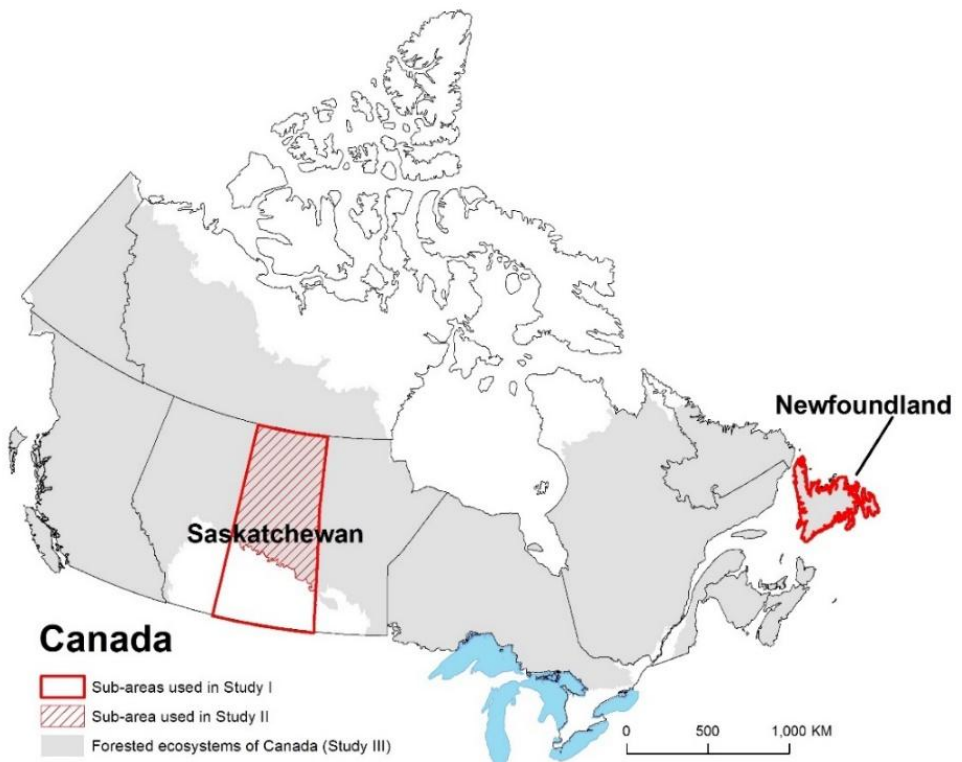 Newfoundland
Saskatchewan
Canada
Sub-areas used in Study I
Sub-area used in Study II
Forested ecosystems of Canada (Study III)
0 500 1,000 KM